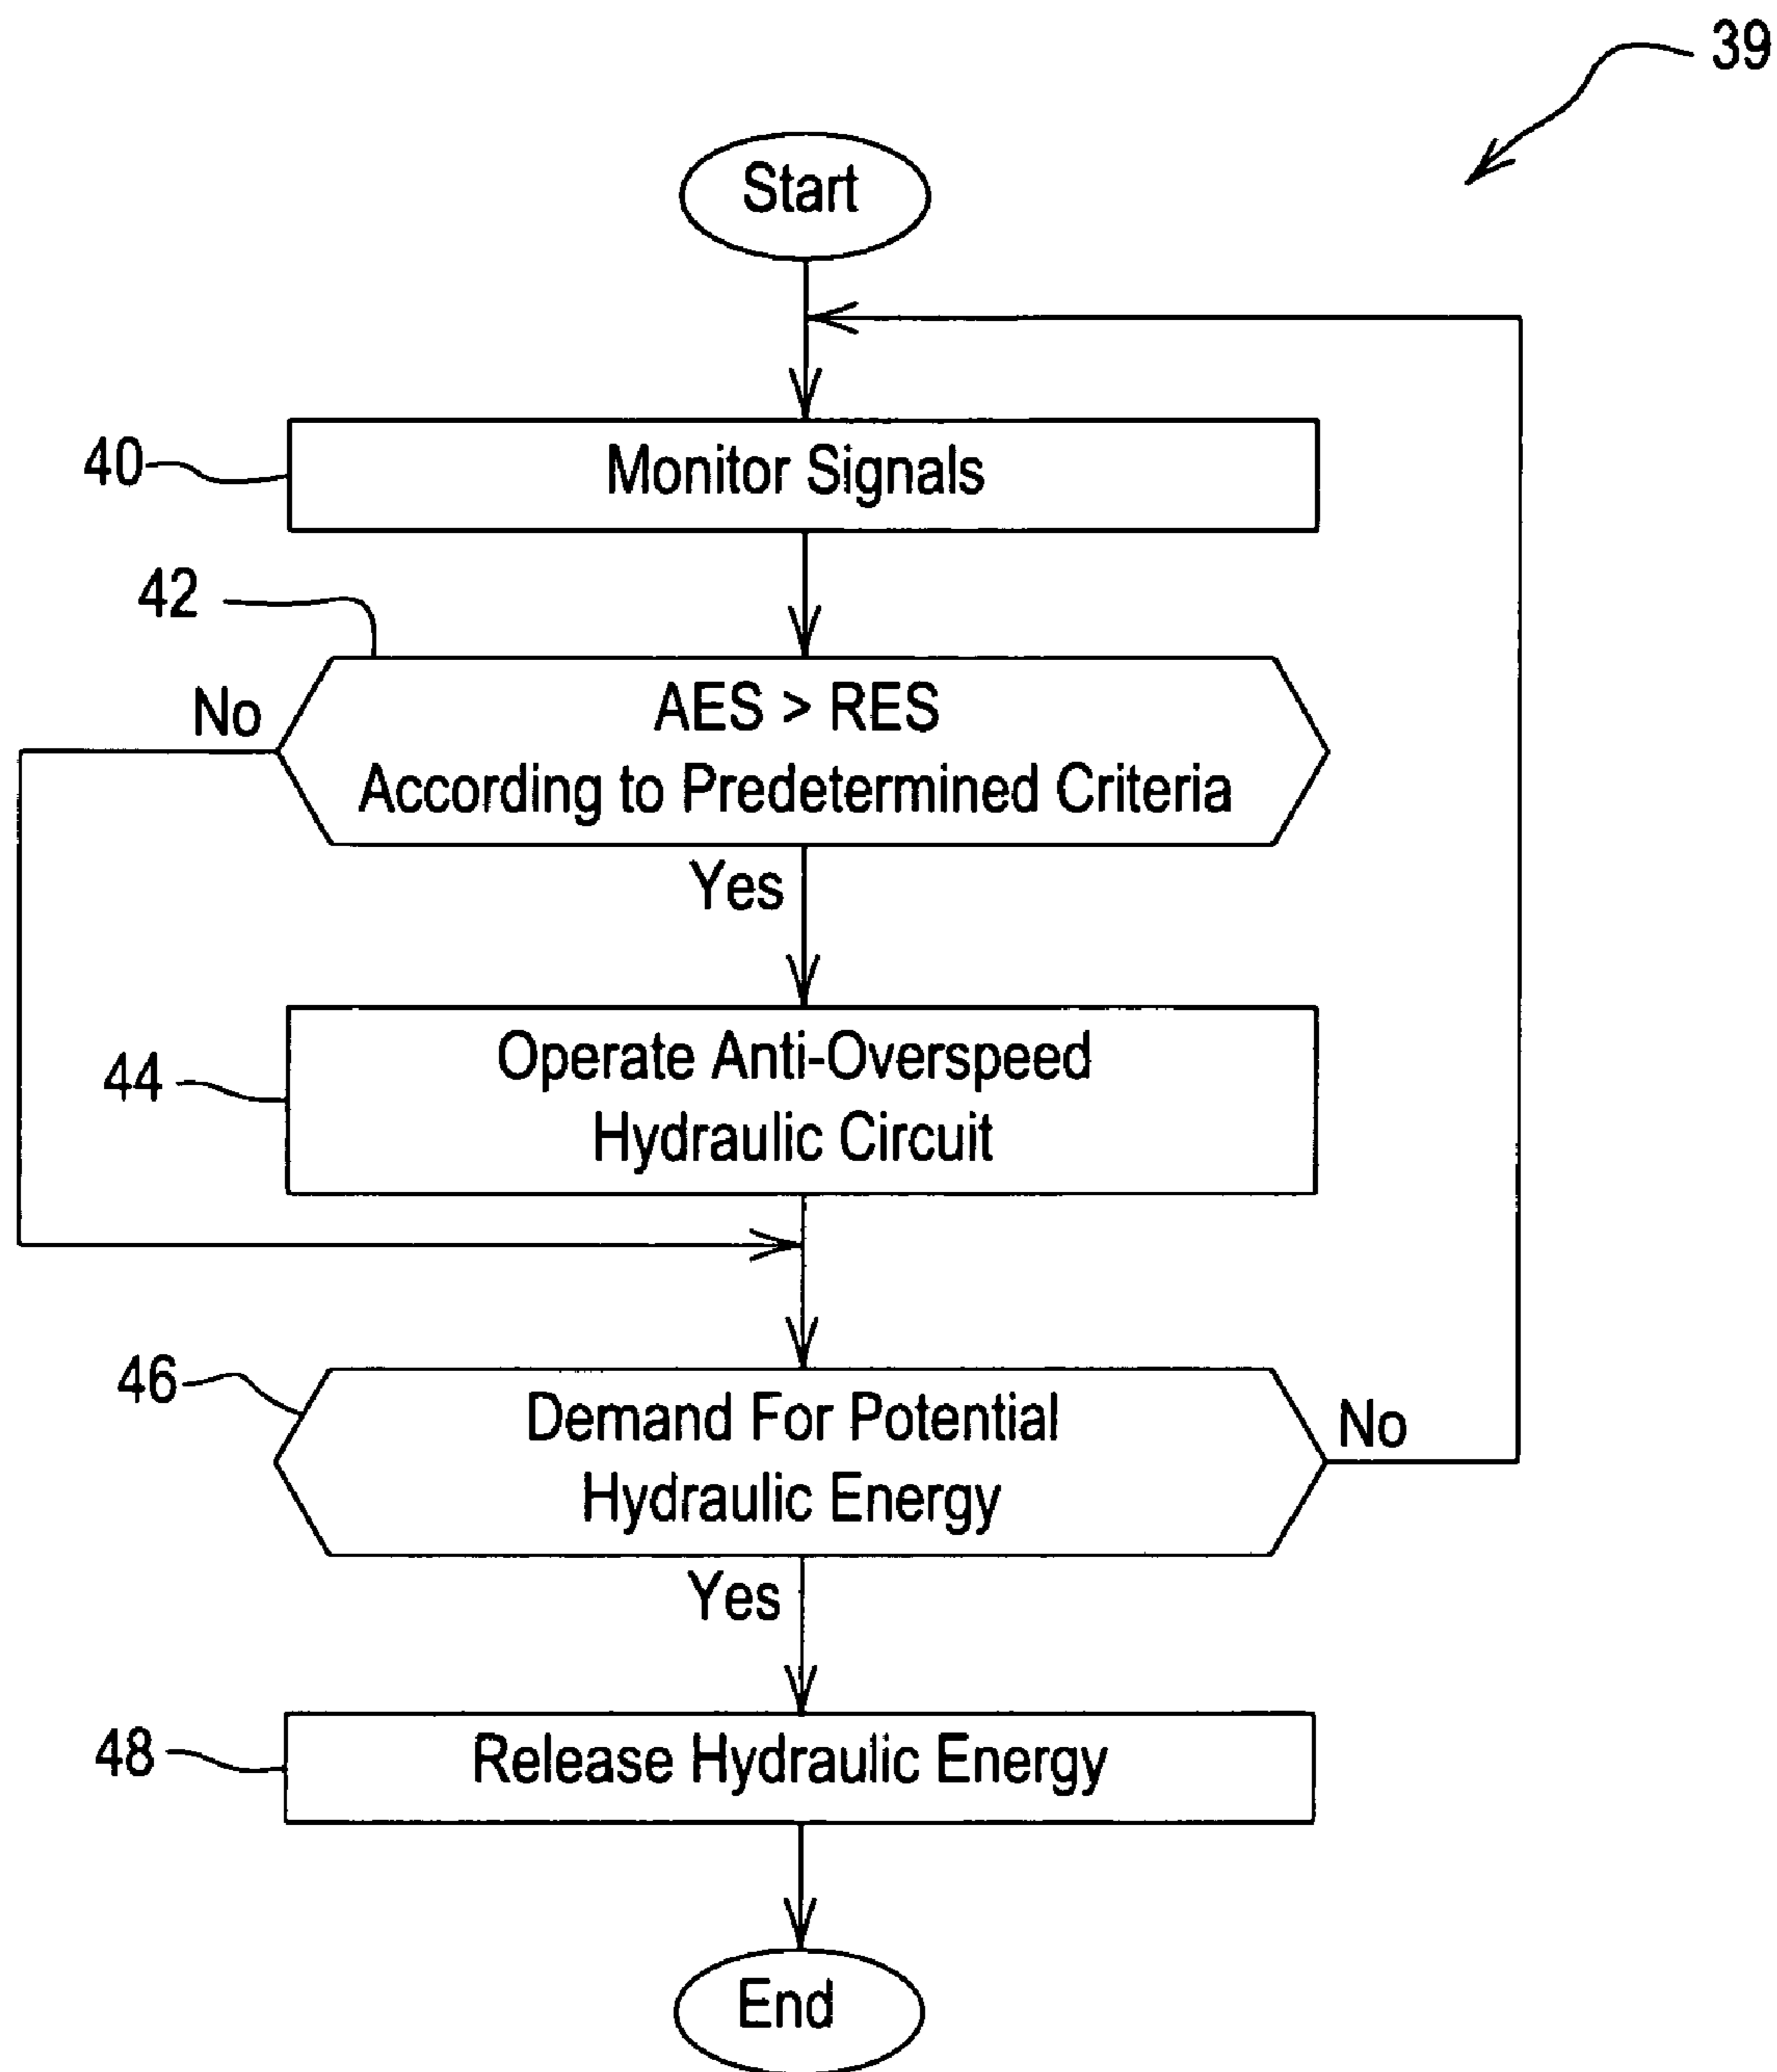 39
Start
40
Monitor Signals
42
No
AES > RES
According to Predetermined Criteria
Yes
44
Operate Anti-Overspeed
Hydraulic Circuit
46
Demand For Potential
Hydraulic Energy
No
Yes
48
Release Hydraulic Energy
End